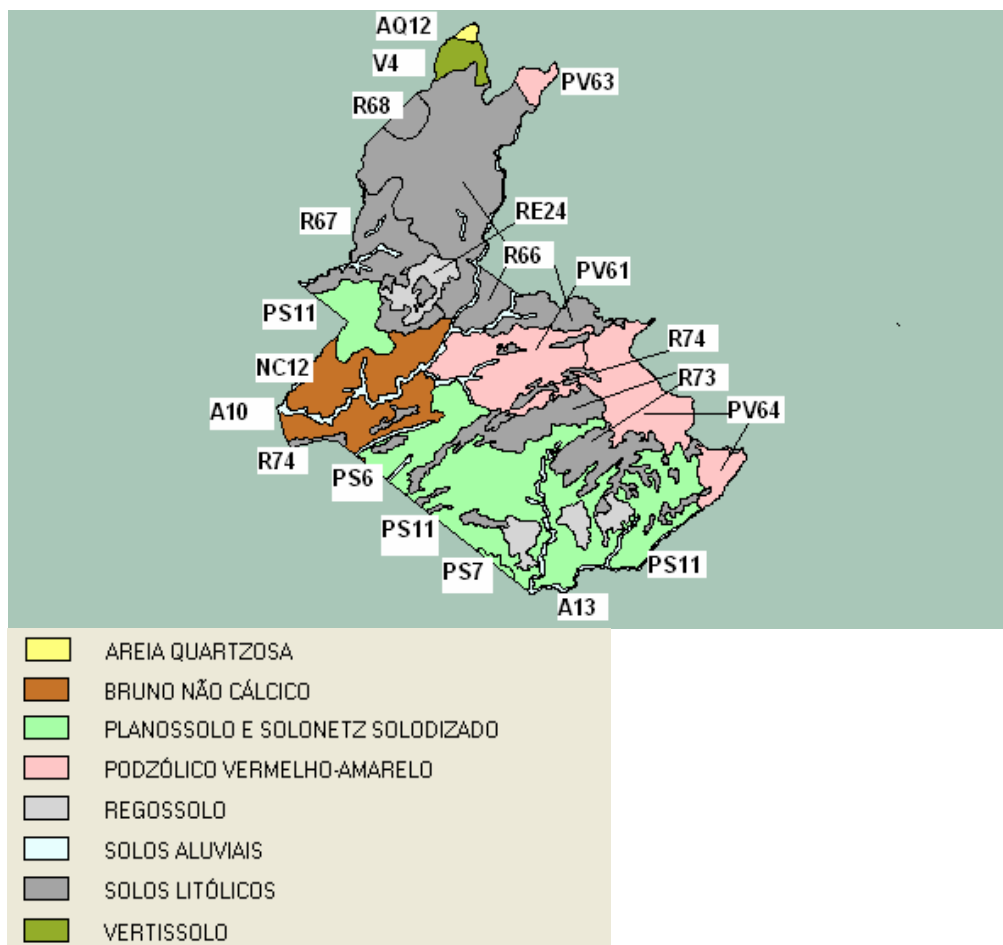 AQ12
V4
PV63
R68
RE24
R67
R66
PV61
PS11
R74
NC12
R73
A10
PV64
R74
PS6
PS11
PS7
PS11
A13
AREIA QUARTZOSA
BRUNO NÃO CÁLCICO
PLANOSSOLO E SOLONETZ SOLODIZADO
PODZÓLICO VERMELHO-AMARELO
REGOSSOLO
SOLOS ALUVIAIS
SOLOS LITÓLICOS
VERTISSOLO